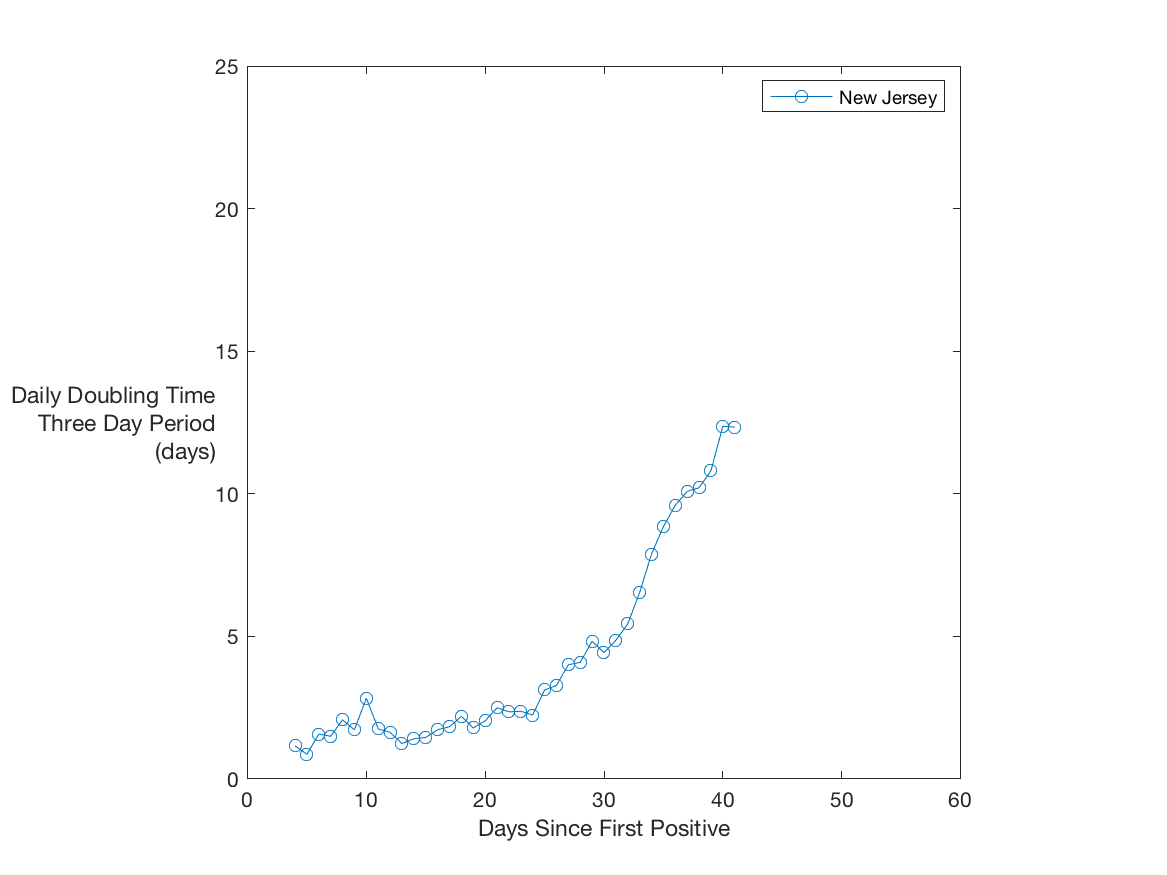 25
New Jersey
20
15
Daily Doubling Time
Three Day Period
(days)
10
5
0
0 10 20 30 40 50 60
Days Since First Positive